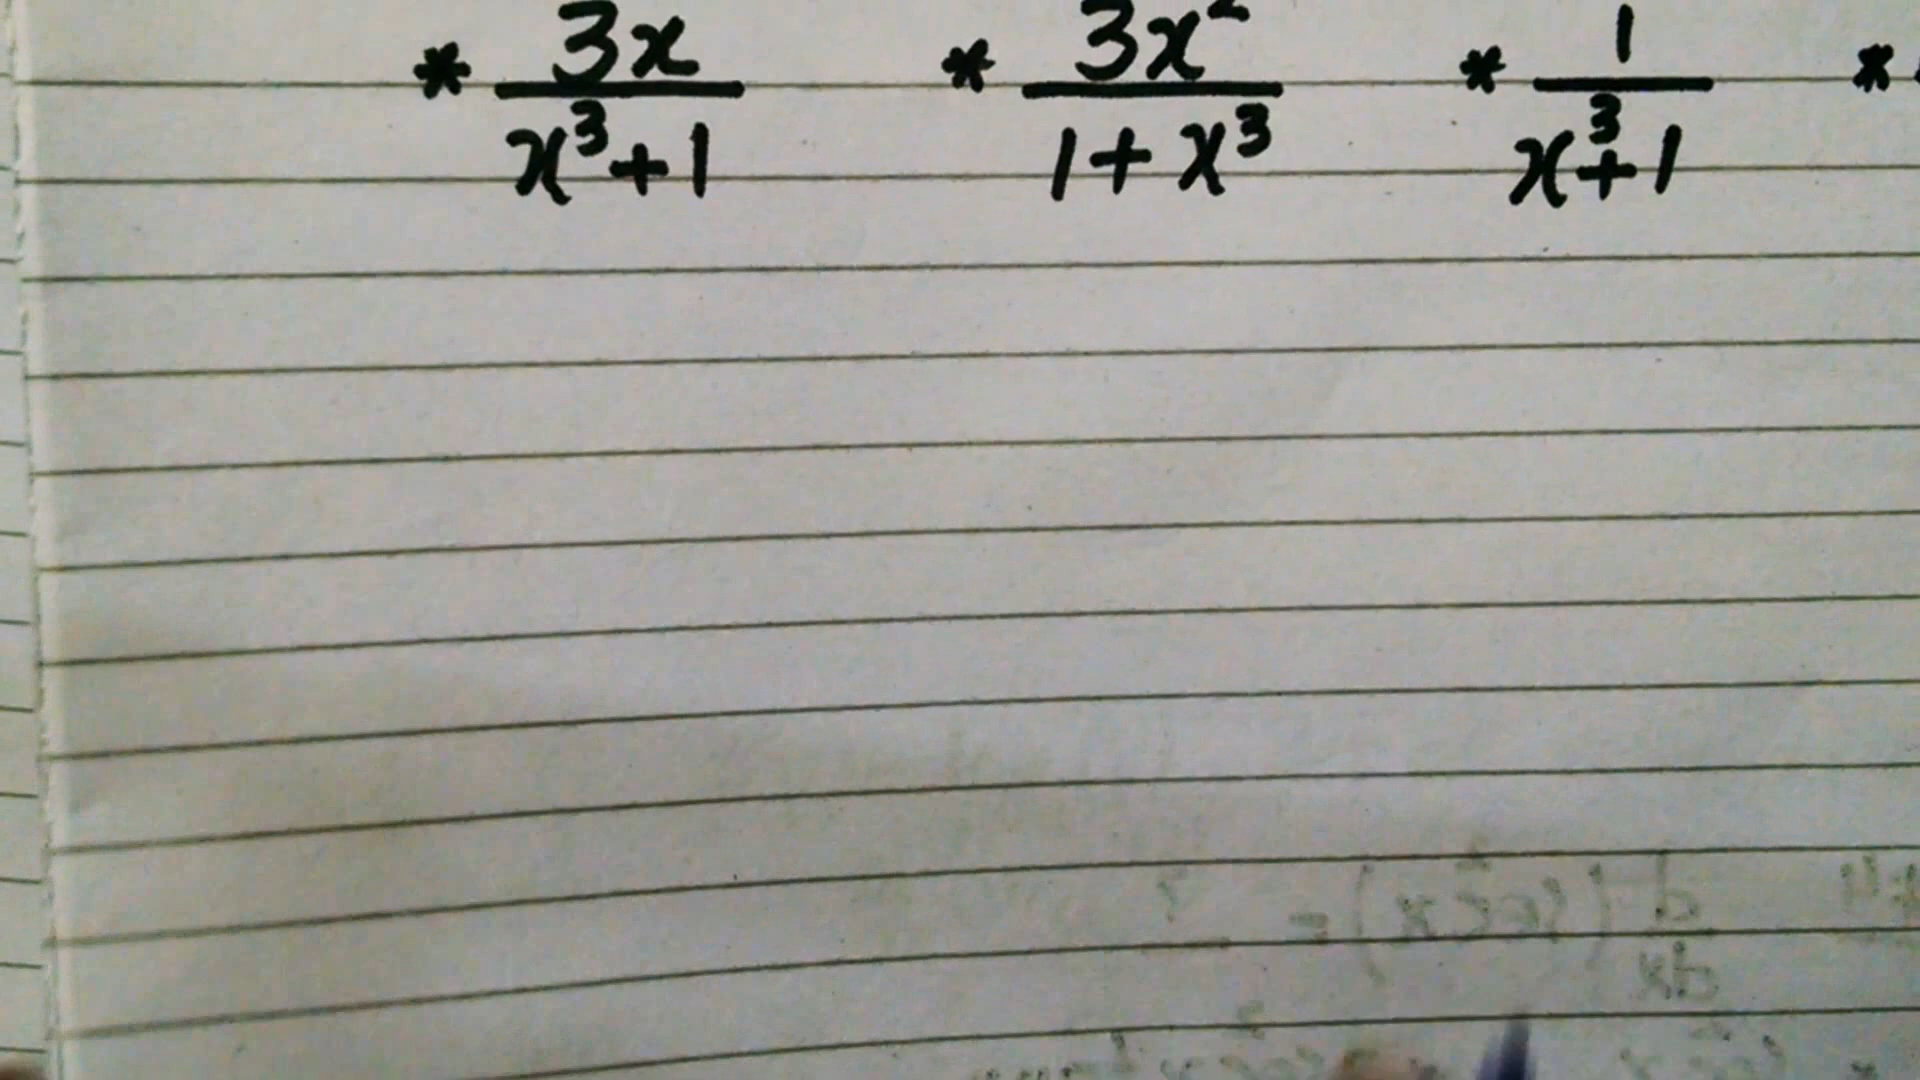 * 3x / x³+1   * 3x² / 1+x³   * 1 / x³+1   *